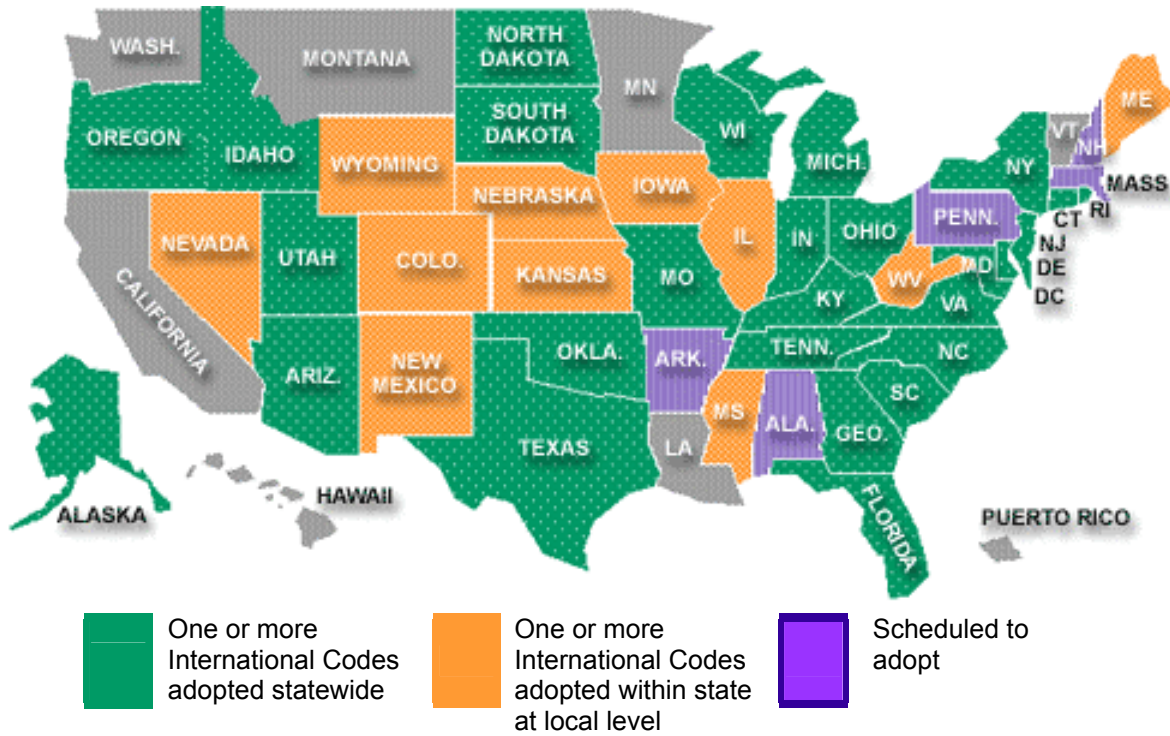 WASH.
MONTANA
NORTH
DAKOTA
MN
SOUTH
DAKOTA
WI
MICH.
VT
NH
ME
OREGON
IDAHO
WYOMING
NY
MASS
RI
CT
NEBRASKA
IOWA
PENN.
NJ
DE
DC
NEVADA
UTAH
COLO.
KANSAS
MO
IL
IN
OHIO
WV
MD
VA
KY
CALIFORNIA
ARIZ.
NEW
MEXICO
OKLA.
ARK.
TENN.
NC
SC
TEXAS
LA
MS
ALA.
GEO.
FLORIDA
ALASKA
HAWAII
PUERTO RICO
One or more
International Codes
adopted statewide
One or more
International Codes
adopted within state
at local level
Scheduled to
adopt